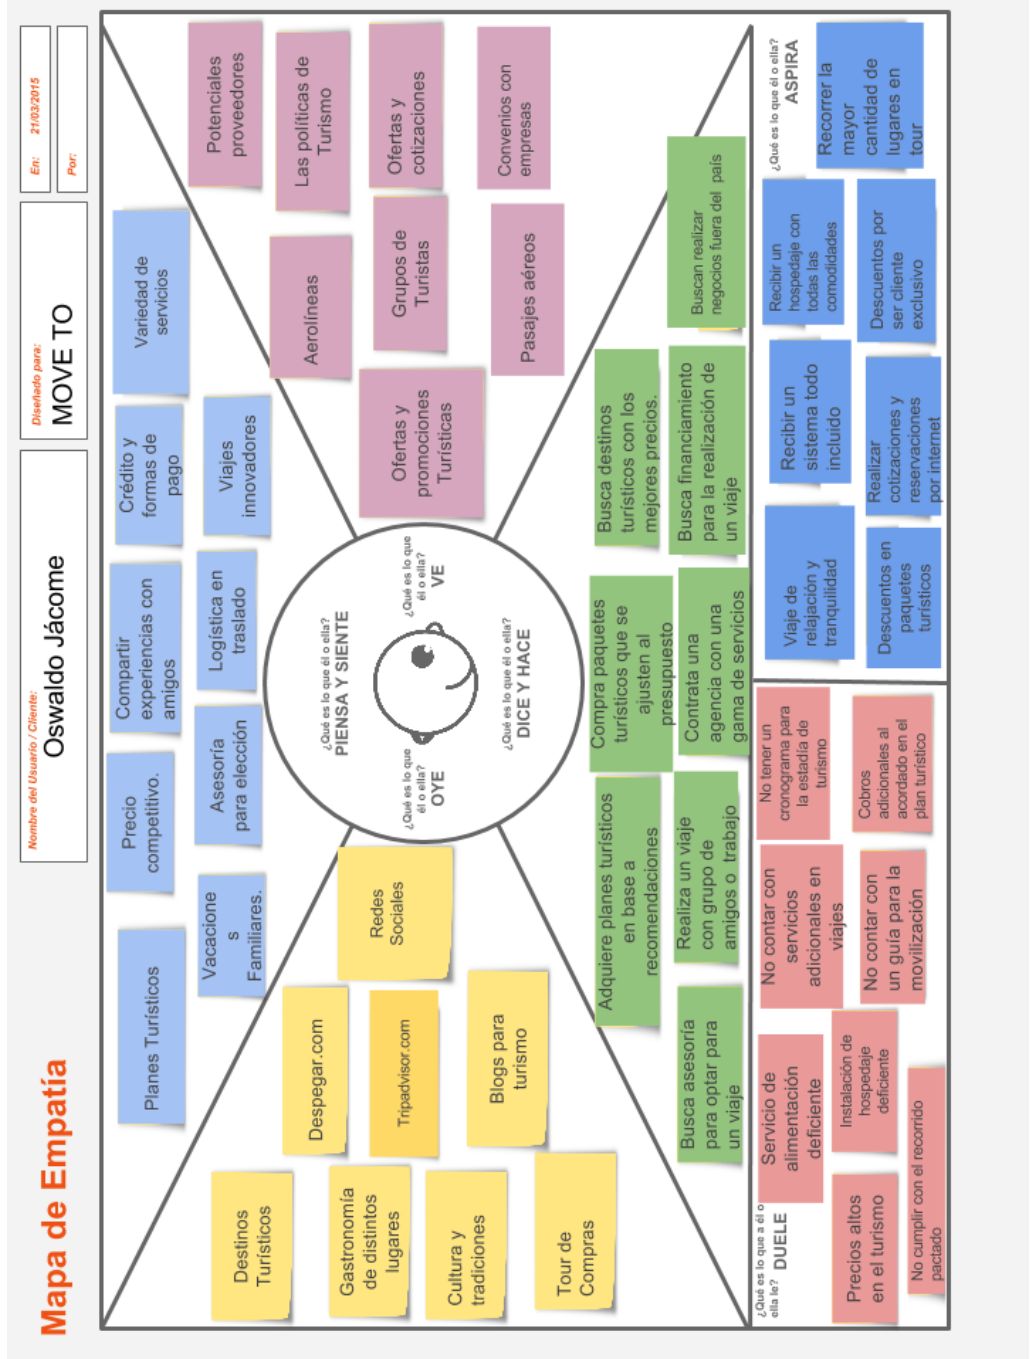 Mapa de Empatía
Nombre del Usuario / Cliente:
Oswaldo Jácome
Diseñado para:
MOVE TO
En: 21/03/2015
Por:
Planes Turísticos
Precio
competitivo.
Compartir
experiencias con
amigos
Crédito y
formas de
pago
Variedad de
servicios
Vacacione
s
Familiares.
Asesoría
para elección
Logística en
traslado
Viajes
innovadores
¿Qué es lo que él o ella?
PIENSA Y SIENTE
¿Qué es lo que
él o ella?
OYE
¿Qué es lo que
él o ella?
VE
¿Qué es lo que él o ella?
DICE Y HACE
Destinos
Turísticos
Gastronomía
de distintos
lugares
Cultura y
tradiciones
Tour de
Compras
Despegar.com
Tripadvisor.com
Blogs para
turismo
Redes
Sociales
Potenciales
proveedores
Las políticas de
Turismo
Ofertas y
cotizaciones
Convenios con
empresas
Aerolíneas
Grupos de
Turistas
Pasajes aéreos
Ofertas y
promociones
Turísticas
Adquiere planes turísticos
en base a
recomendaciones
Compra paquetes
turísticos que se
ajusten al
presupuesto
Busca destinos
turísticos con los
mejores precios.
Buscan realizar
negocios fuera del país
Busca asesoría
para optar para
un viaje
Realiza un viaje
con grupo de
amigos o trabajo
Contrata una
agencia con una
gama de servicios
Busca financiamiento
para la realización de
un viaje
¿Qué es lo que a él o
ella le? DUELE
Servicio de
alimentación
deficiente
No contar con
servicios
adicionales en
viajes
No tener un
cronograma para
la estadía de
turismo
Precios altos
en el turismo
Instalación de
hospedaje
deficiente
No contar con
un guía para la
movilización
Cobros
adicionales al
acordado en el
plan turístico
No cumplir con el recorrido
pactado
¿Qué es lo que él o ella?
ASPIRA
Viaje de
relajación y
tranquilidad
Recibir un
sistema todo
incluido
Recibir un
hospedaje con
todas las
comodidades
Recorrer la
mayor
cantidad de
lugares en
tour
Descuentos en
paquetes
turísticos
Realizar
cotizaciones y
reservaciones
por internet
Descuentos por
ser cliente
exclusivo